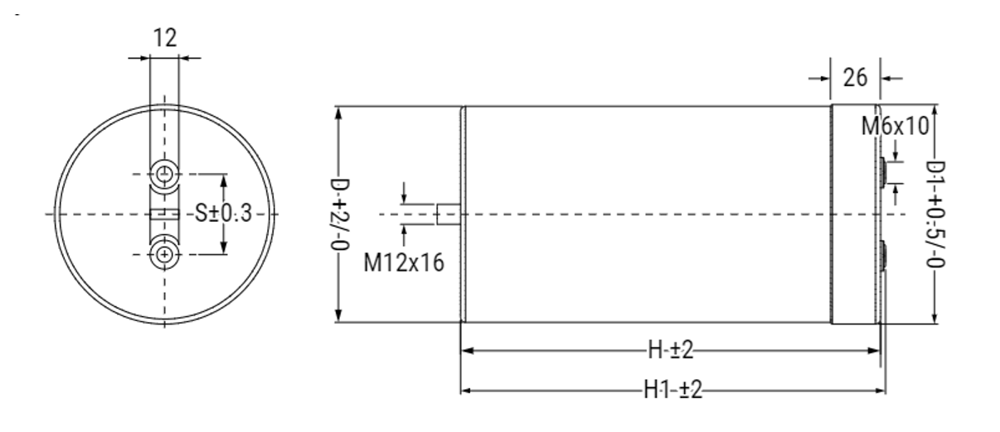 12
S±0.3
D +2/-0
M12x16
26
M6x10
D1 +0.5/-0
H ±2
H1 ±2